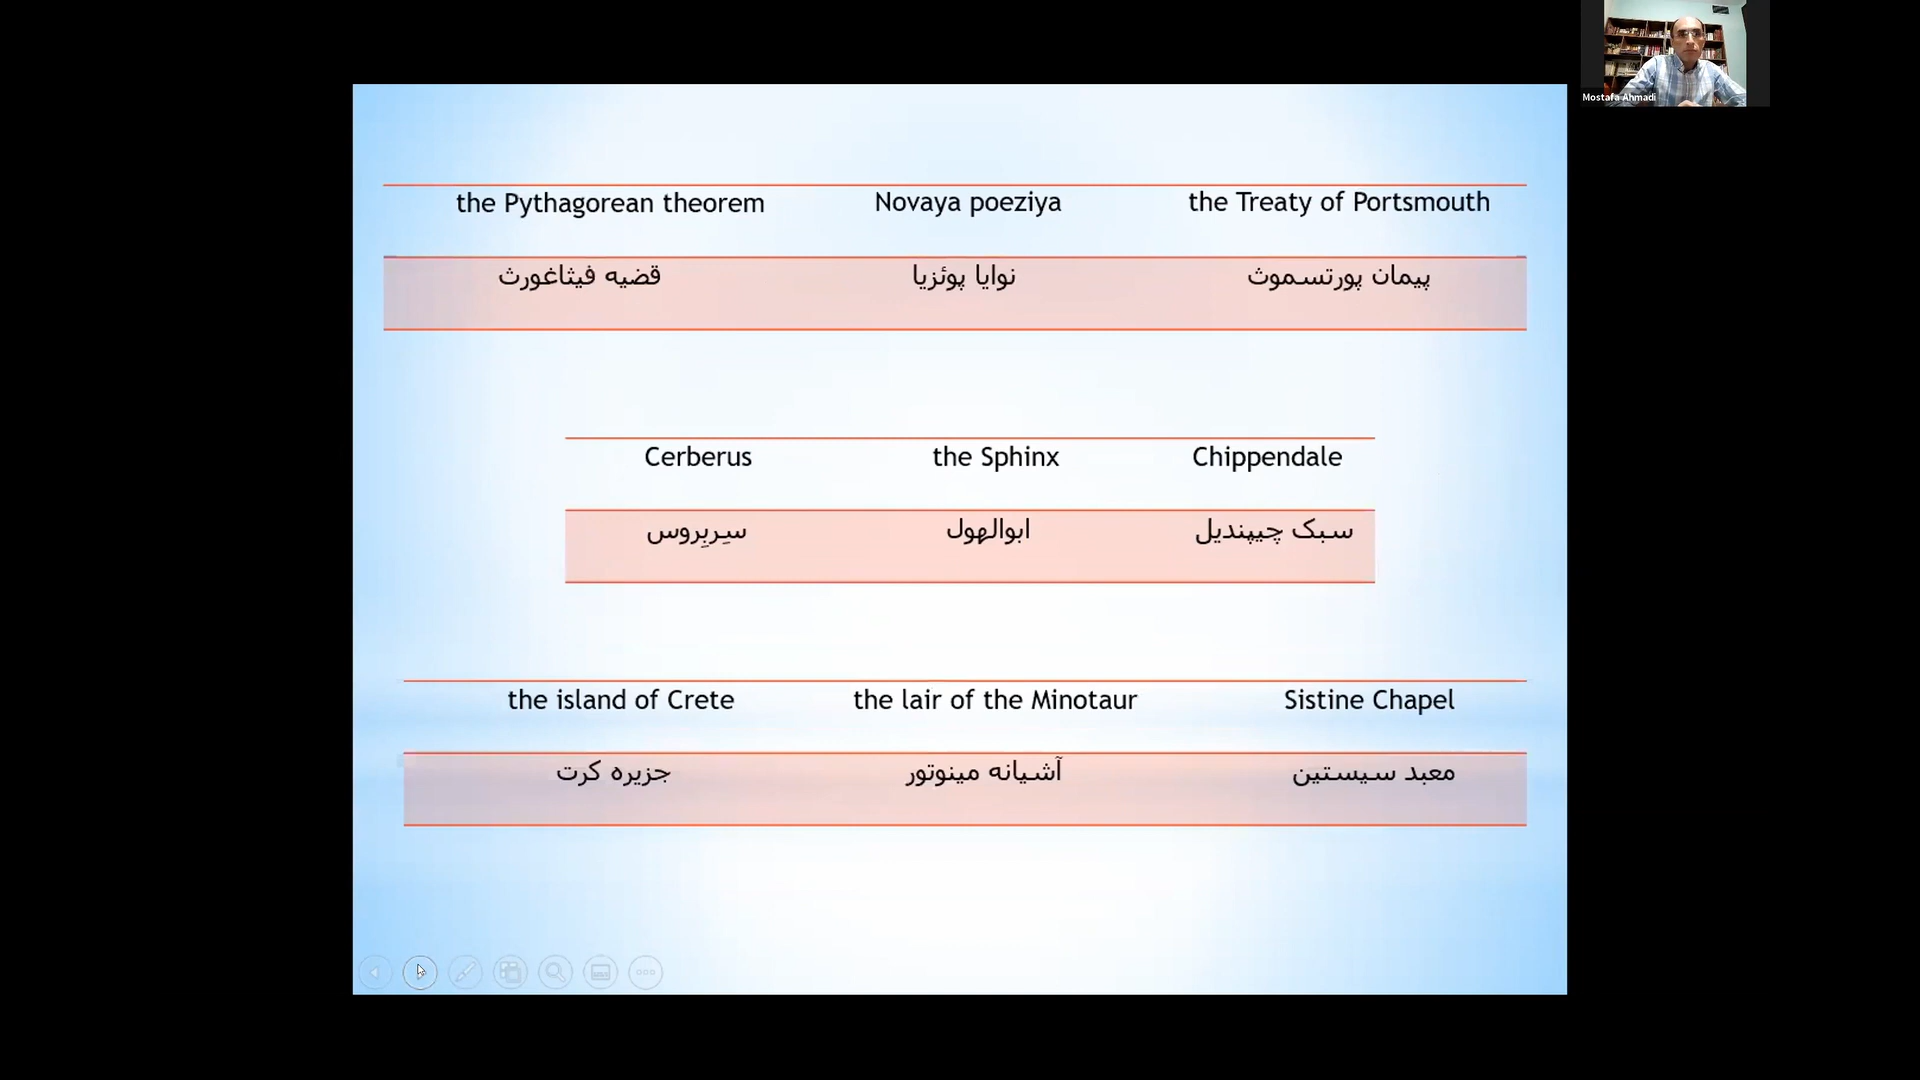 Mostafa Ahmadi
the Pythagorean theorem Novaya poeziya the Treaty of Portsmouth
قضیه فیثاغورث نوایا پوئزیا پیمان پورتسموث
Cerberus the Sphinx Chippendale
سِربِروس ابوالهول سبک چیپندیل
the island of Crete the lair of the Minotaur Sistine Chapel
جزیره کرت آشیانه مینوتور معبد سیستین